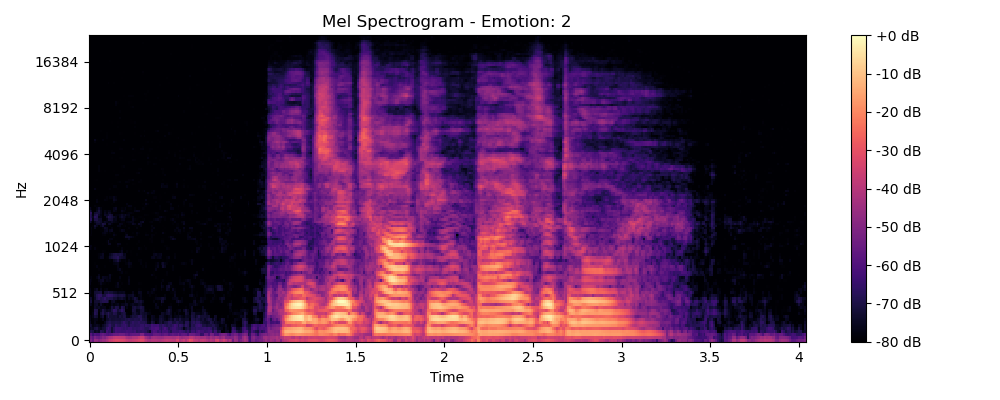 Mel Spectrogram - Emotion: 2
Hz
16384
8192
4096
2048
1024
512
0
0 0.5 1 1.5 2 2.5 3 3.5 4
Time
+0 dB
-10 dB
-20 dB
-30 dB
-40 dB
-50 dB
-60 dB
-70 dB
-80 dB